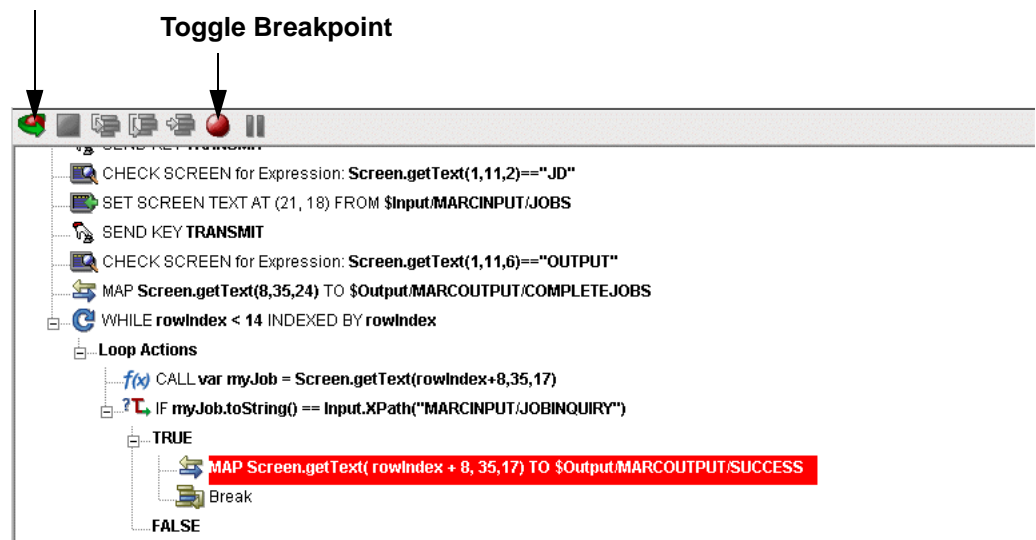 Toggle Breakpoint
SEND KEY TRANSMIT
CHECK SCREEN for Expression: Screen.getText(1,11,2)=="JD"
SET SCREEN TEXT AT (21, 18) FROM $Input/MARCINPUT/JOBS
SEND KEY TRANSMIT
CHECK SCREEN for Expression: Screen.getText(1,11,6)=="OUTPUT"
MAP Screen.getText(8,35,24) TO $Output/MARCOUTPUT/COMPLETEJOBS
WHILE rowIndex < 14 INDEXED BY rowIndex
Loop Actions
f(x) CALL var myJob = Screen.getText(rowIndex+8,35,17)
?T IF myJob.toString() == Input.XPath("MARCINPUT/JOBINQUIRY")
TRUE
MAP Screen.getText( rowIndex + 8, 35,17) TO $Output/MARCOUTPUT/SUCCESS
Break
FALSE